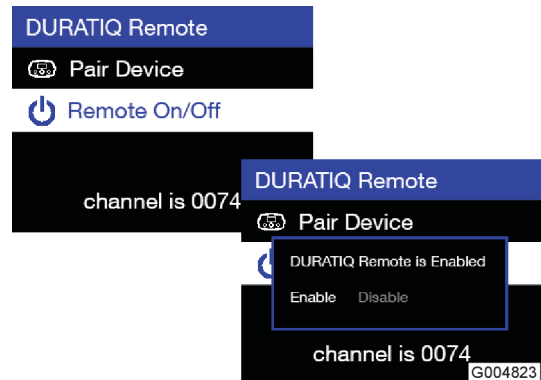 DURATIQ Remote
Pair Device
Remote On/Off
channel is 0074
DURATIQ Remote
Pair Device
DURATIQ Remote is Enabled
Enable Disable
channel is 0074
G004823